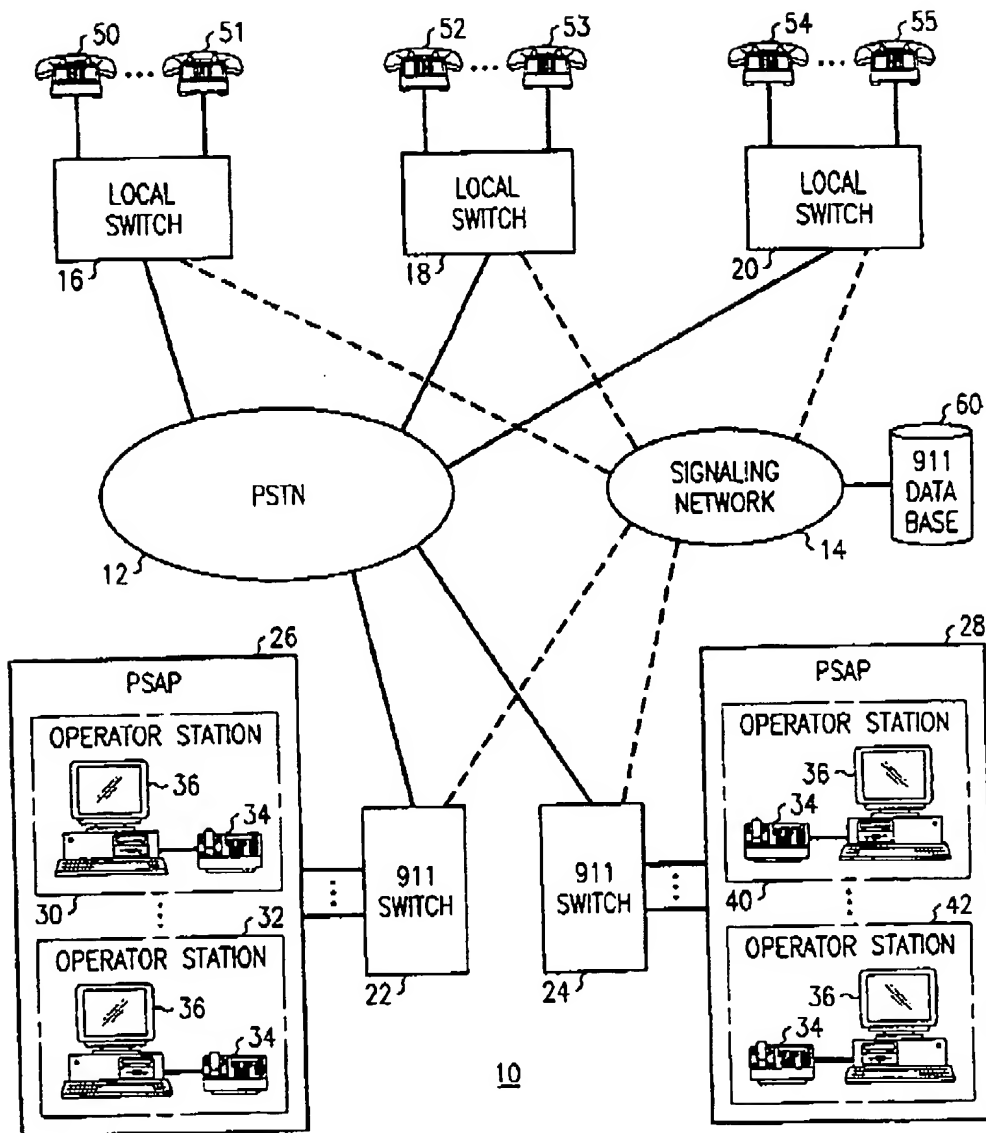 50 51 52 53 54 55
LOCAL SWITCH
16
LOCAL SWITCH
18
LOCAL SWITCH
20
PSTN
12
SIGNALING NETWORK
14
60
911 DATA BASE
26
PSAP
OPERATOR STATION
36
34
30
32
OPERATOR STATION
36
34
911 SWITCH
22
911 SWITCH
24
28
PSAP
OPERATOR STATION
36
34
40
42
OPERATOR STATION
36
34
10